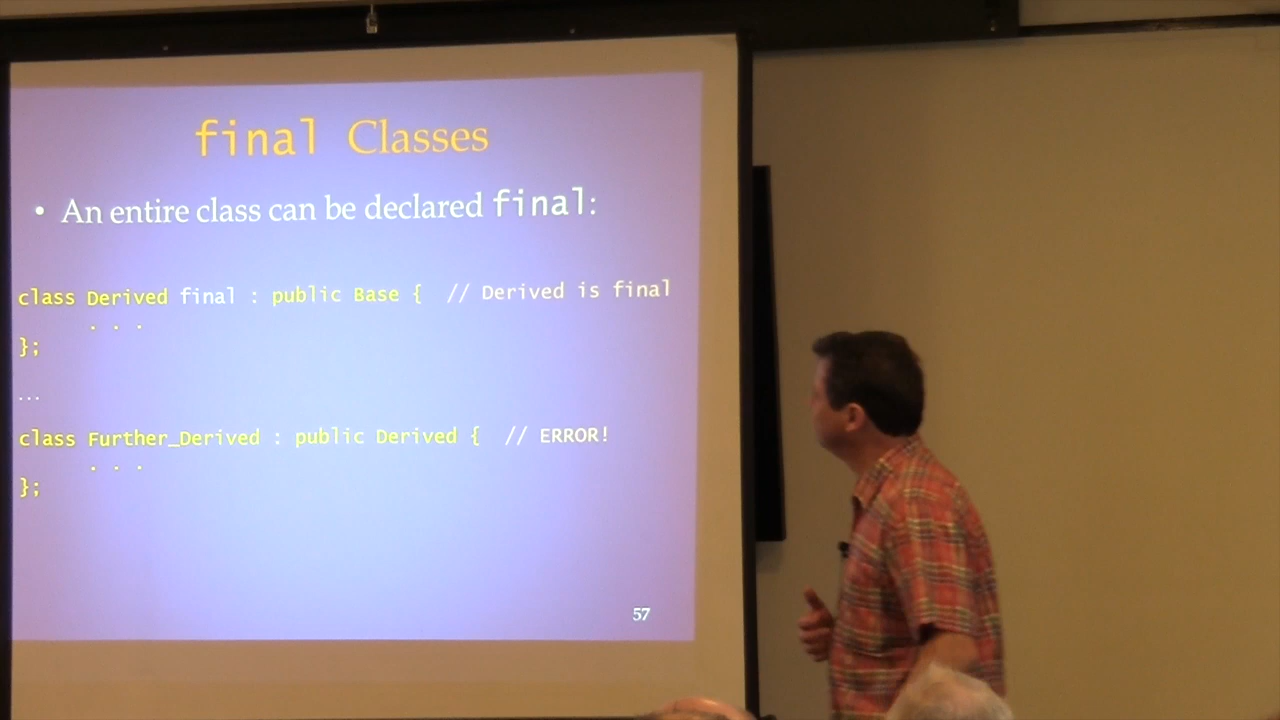 final Classes
• An entire class can be declared final:
class Derived final : public Base { // Derived is final
. . .
};
...
class Further_Derived : public Derived { // ERROR!
. . .
};
57